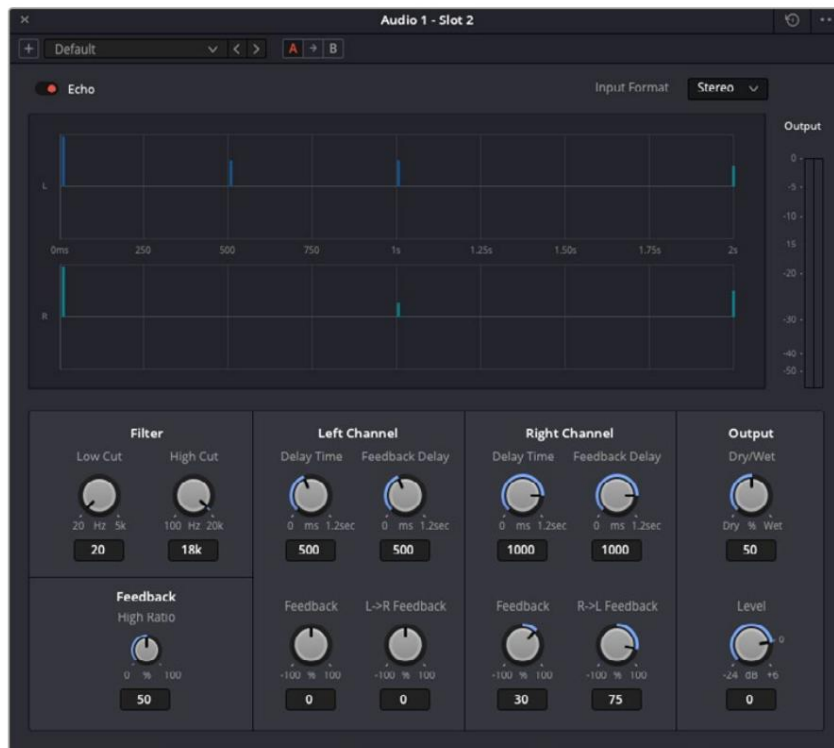 Audio 1 - Slot 2
Default
A B
Echo
Input Format Stereo
Output
L
0ms 250 500 750 1s 1.25s 1.50s 1.75s 2s
R
0
-5
-10
15
-20
-30
-40
-50
Filter
Low Cut High Cut
20 Hz 5k 100 Hz 20k
20 18k
Feedback
High Ratio
0 % 100
50
Left Channel
Delay Time Feedback Delay
0 ms 1.2sec 0 ms 1.2sec
500 500
Feedback L->R Feedback
-100 % 100 -100 % 100
0 0
Right Channel
Delay Time Feedback Delay
0 ms 1.2sec 0 ms 1.2sec
1000 1000
Feedback R->L Feedback
-100 % 100 -100 % 100
30 75
Output
Dry/Wet
Dry % Wet
50
Level
0
-24 dB +6
0